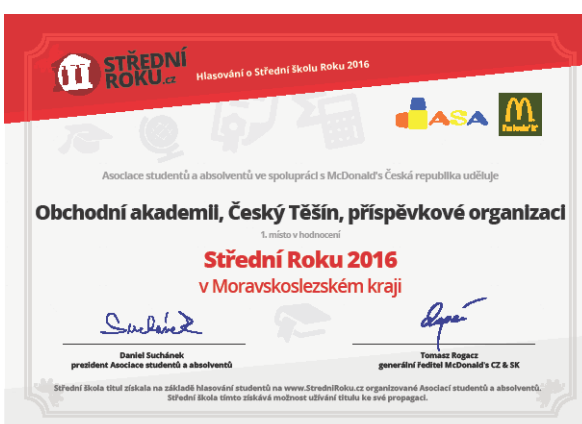 STŘEDNÍ
ROKU.cz
Hlasování o Střední školu Roku 2016
ASA
i'm lovin' it
Asociace studentů a absolventů ve spolupráci s McDonald's Česká republika uděluje
Obchodní akademii, Český Těšín, příspěvkové organizaci
1. místo v hodnocení
Střední Roku 2016
v Moravskoslezském kraji
Suchánek
Daniel Suchánek
prezident Asociace studentů a absolventů
Tomasz Rogacz
generální ředitel McDonald's CZ & SK
Střední škola titul získala na základě hlasování studentů na www.StredniRoku.cz organizované Asociací studentů a absolventů.
Střední škola tímto získává možnost užívání titulu ke své propagaci.